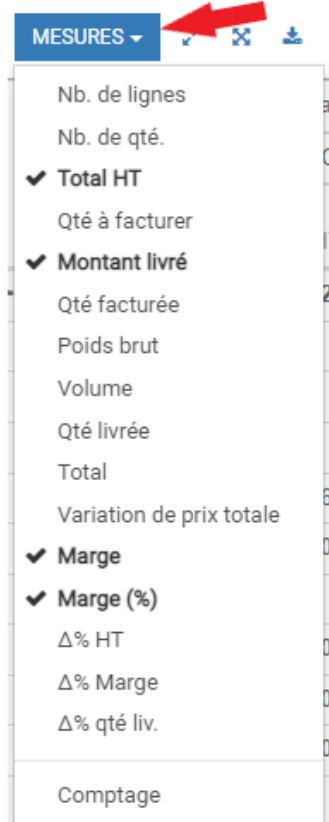 MESURES
Nb. de lignes
Nb. de qté.
Total HT
Qté à facturer
Montant livré
Qté facturée
Poids brut
Volume
Qté livrée
Total
Variation de prix totale
Marge
Marge (%)
Δ% HT
Δ% Marge
Δ% qté liv.
Comptage